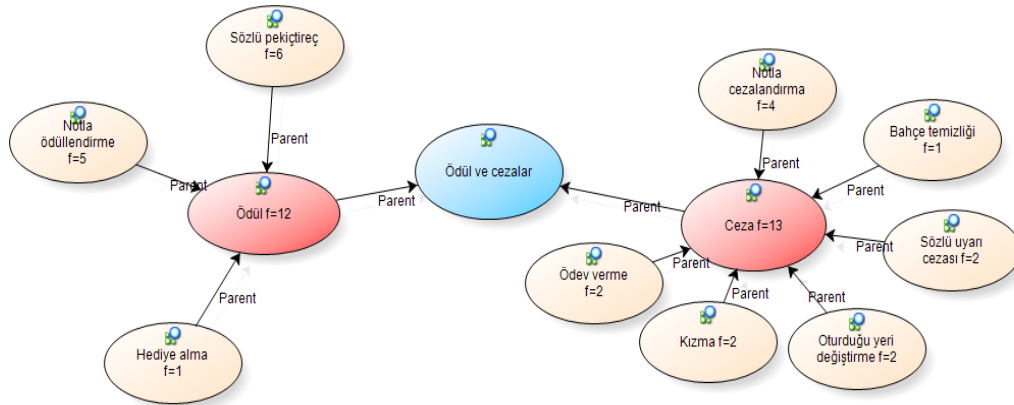 Sözlü pekiçtireç
f=6
Notla
ödüllendirme
f=5
Parent
Parent
Ödül f=12
Parent
Parent
Hediye alma
f=1
Ödül ve cezalar
Notla
cezalandırma
f=4
Parent
Bahçe temizliği
f=1
Parent
Parent
Ceza f=13
Parent
Sözlü uyarı
cezası f=2
Ödev verme
f=2
Parent
Parent
Kızma f=2
Parent
Oturduğu yeri
değiştirme f=2